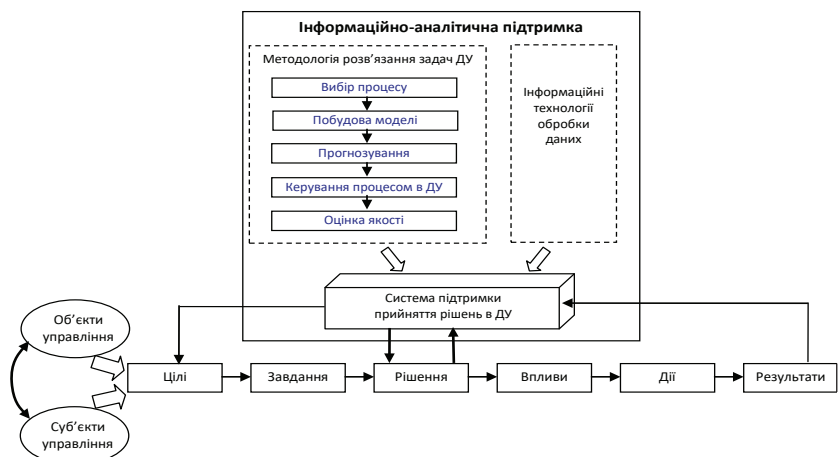 Інформаційно-аналітична підтримка
Методологія розв’язання задач ДУ
Вибір процесу
Побудова моделі
Прогнозування
Керування процесом в ДУ
Оцінка якості
Інформаційні
технології
обробки
даних
Система підтримки
прийняття рішень в ДУ
Об’єкти
управління
Цілі
Завдання
Рішення
Впливи
Дії
Результати
Суб’єкти
управління